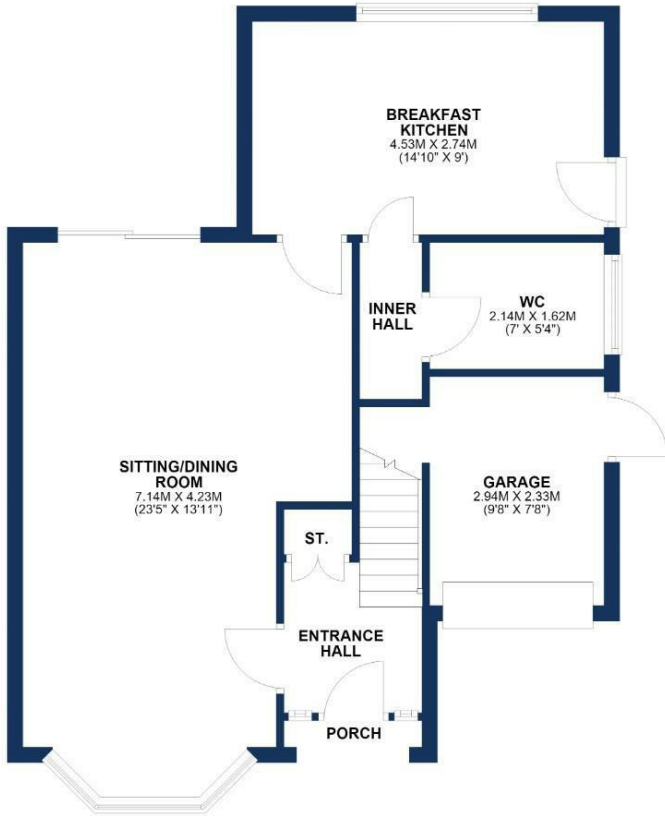 BREAKFAST
KITCHEN
4.53M X 2.74M
(14'10" X 9')
INNER
HALL
WC
2.14M X 1.62M
(7' X 5'4")
SITTING/DINING
ROOM
7.14M X 4.23M
(23'5" X 13'11")
GARAGE
2.94M X 2.33M
(9'8" X 7'8")
ST.
ENTRANCE
HALL
PORCH